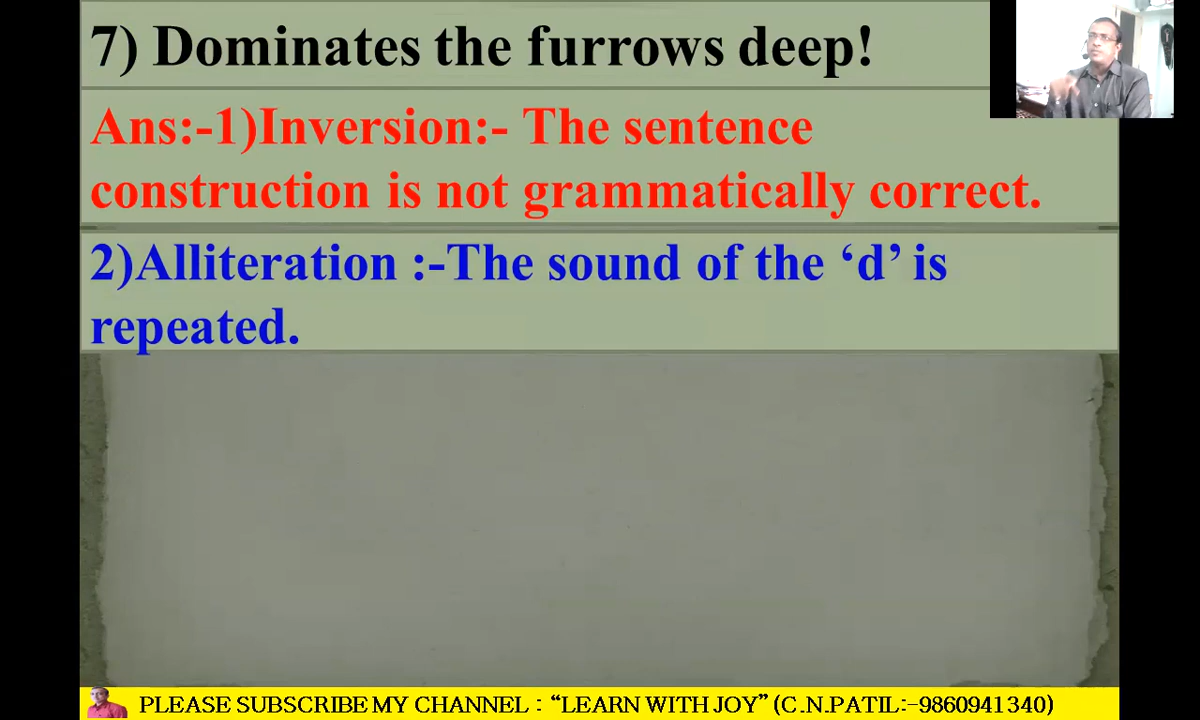 7) Dominates the furrows deep!
Ans:-1)Inversion:- The sentence
construction is not grammatically correct.
2)Alliteration :-The sound of the ‘d’ is
repeated.
PLEASE SUBSCRIBE MY CHANNEL : “LEARN WITH JOY” (C.N.PATIL:-9860941340)